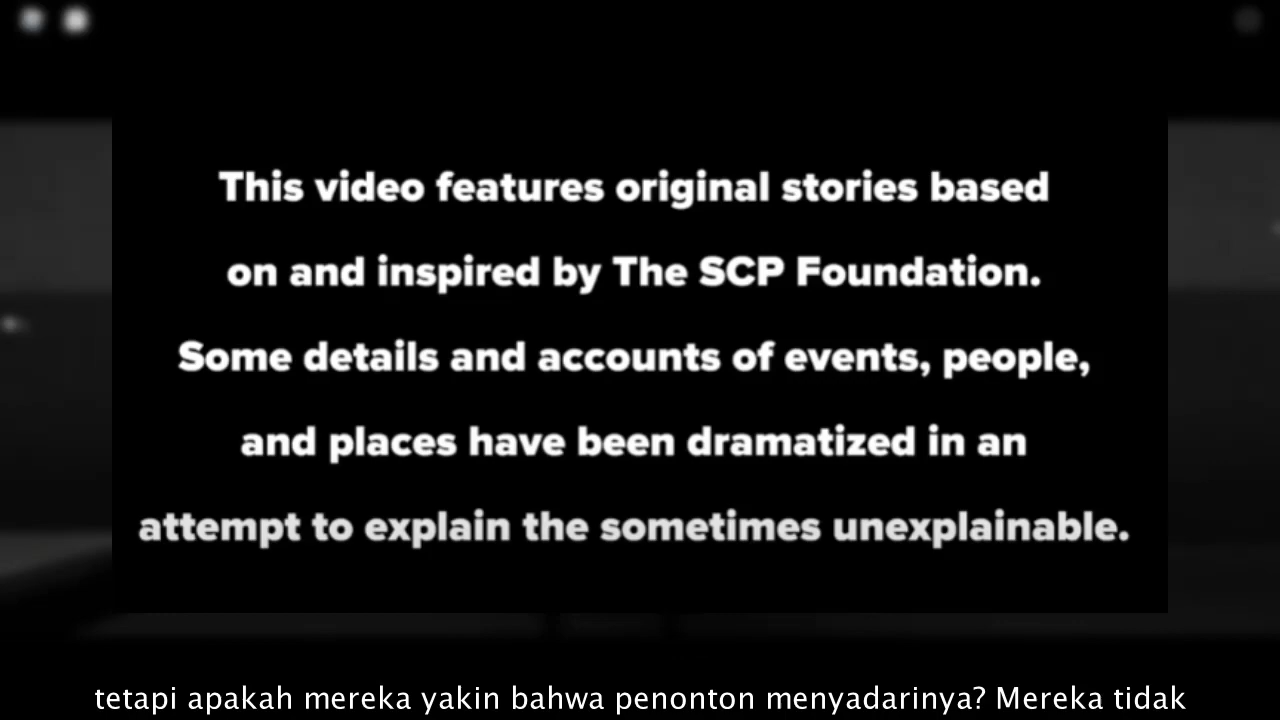 This video features original stories based
on and inspired by The SCP Foundation.
Some details and accounts of events, people,
and places have been dramatized in an
attempt to explain the sometimes unexplainable.
tetapi apakah mereka yakin bahwa penonton menyadarinya? Mereka tidak